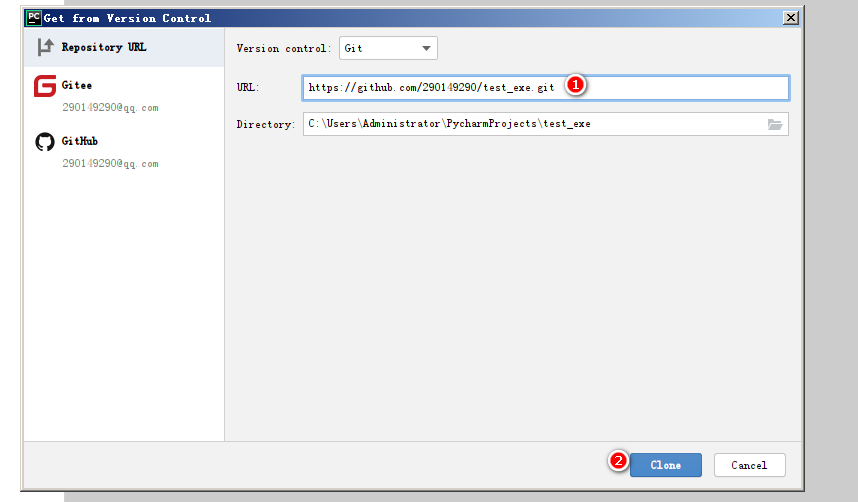 PC Get from Version Control
Repository URL
Gitee
290149290@qq.com
GitHub
290149290@qq.com
Version control: Git
URL: https://github.com/290149290/test_exe.git 1
Directory: C:\Users\Administrator\PycharmProjects\test_exe
2 Clone Cancel